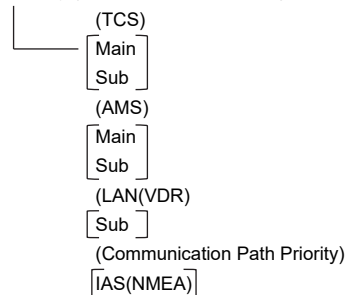 (TCS)
Main
Sub
(AMS)
Main
Sub
(LAN(VDR)
Sub
(Communication Path Priority)
IAS(NMEA)